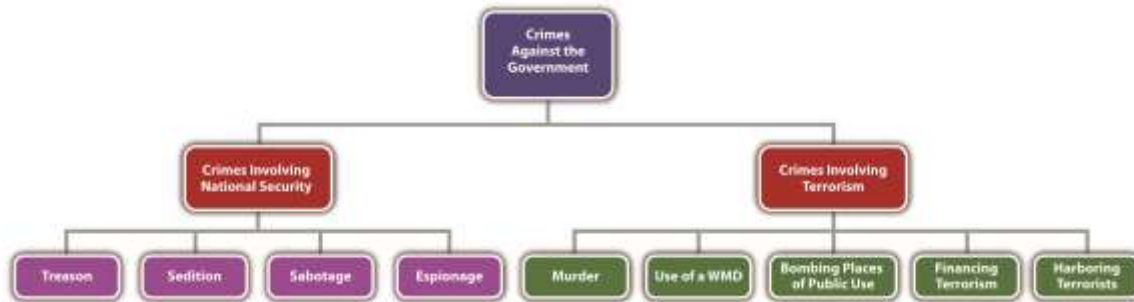 Crimes
Against the
Government
Crimes Involving
National Security
Crimes Involving
Terrorism
Treason
Sedition
Sabotage
Espionage
Murder
Use of a WMD
Bombing Places
of Public Use
Financing
Terrorism
Harboring
Terrorists